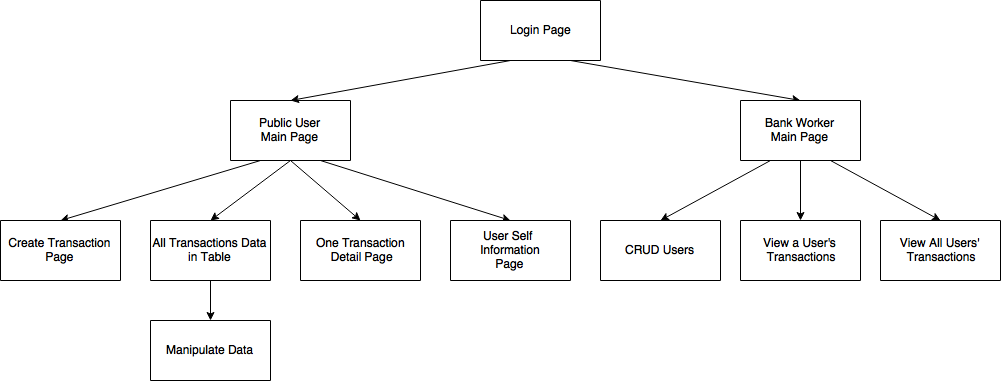 Login Page
Public User
Main Page
Bank Worker
Main Page
Create Transaction
Page
All Transactions Data
in Table
One Transaction
Detail Page
User Self
Information
Page
CRUD Users
View a User's
Transactions
View All Users'
Transactions
Manipulate Data